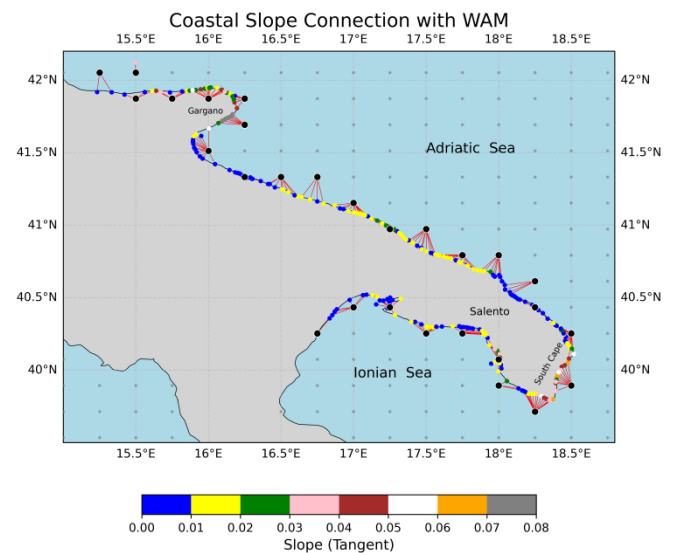 Coastal Slope Connection with WAM
15.5°E 16°E 16.5°E 17°E 17.5°E 18°E 18.5°E
42°N 42°N
Gargano
Adriatic Sea
41.5°N 41.5°N
41°N 41°N
40.5°N 40.5°N
Salento
South Cape
40°N 40°N
Ionian Sea
15.5°E 16°E 16.5°E 17°E 17.5°E 18°E 18.5°E
0.00 0.01 0.02 0.03 0.04 0.05 0.06 0.07 0.08
Slope (Tangent)